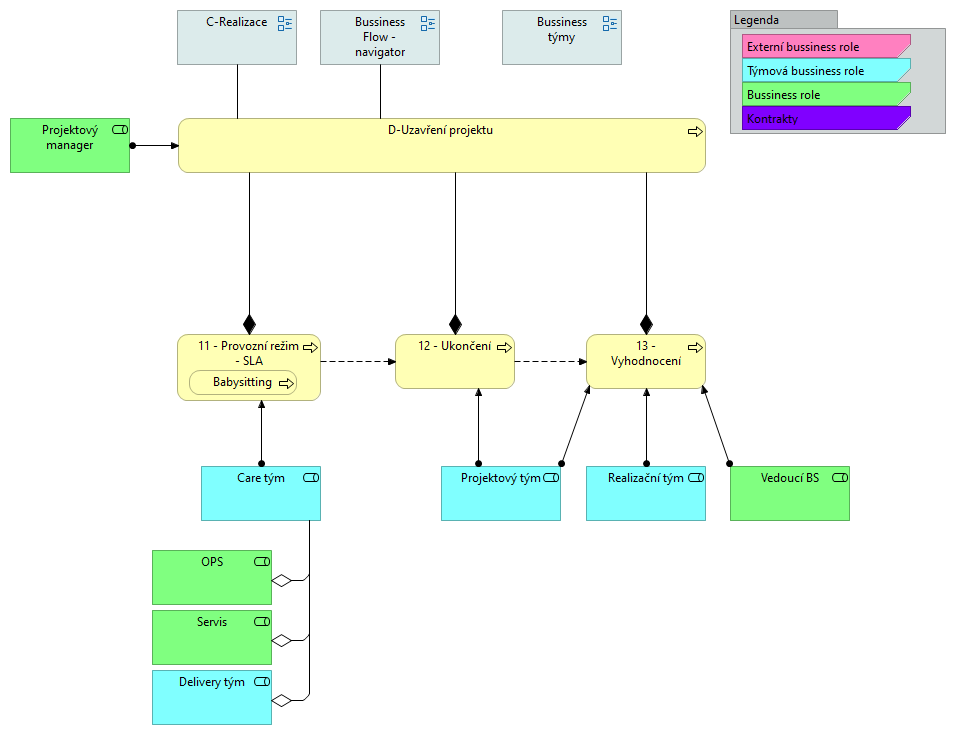 C-Realizace
Bussiness
Flow -
navigator
Bussiness
týmy
Legenda
Externí bussiness role
Týmová bussiness role
Bussiness role
Kontrakty
Projektový
manager
D-Uzavření projektu
11 - Provozní režim
- SLA
Babysitting
12 - Ukončení
13 -
Vyhodnocení
Care tým
Projektový tým
Realizační tým
Vedoucí BS
OPS
Servis
Delivery tým